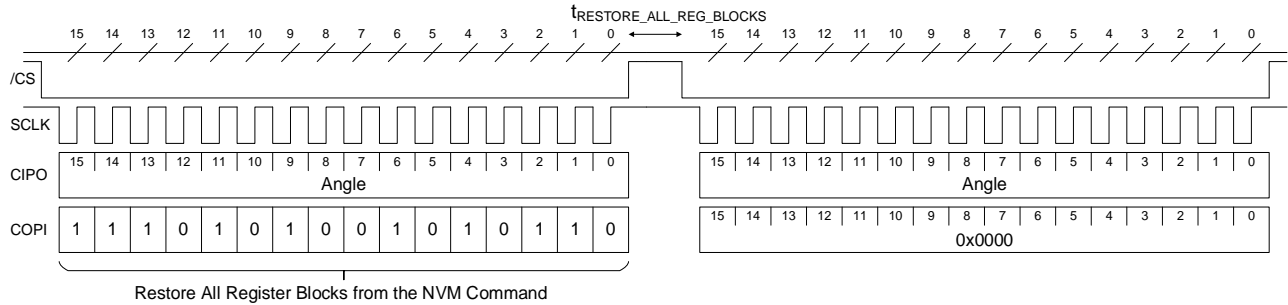 tRESTORE_ALL_REG_BLOCKS
15 14 13 12 11 10 9 8 7 6 5 4 3 2 1 0 15 14 13 12 11 10 9 8 7 6 5 4 3 2 1 0
/CS
SCLK
15 14 13 12 11 10 9 8 7 6 5 4 3 2 1 0 15 14 13 12 11 10 9 8 7 6 5 4 3 2 1 0
CIPO Angle Angle
COPI 1 1 1 0 1 0 1 0 0 1 0 1 0 1 1 0 15 14 13 12 11 10 9 8 7 6 5 4 3 2 1 0
0x0000
Restore All Register Blocks from the NVM Command